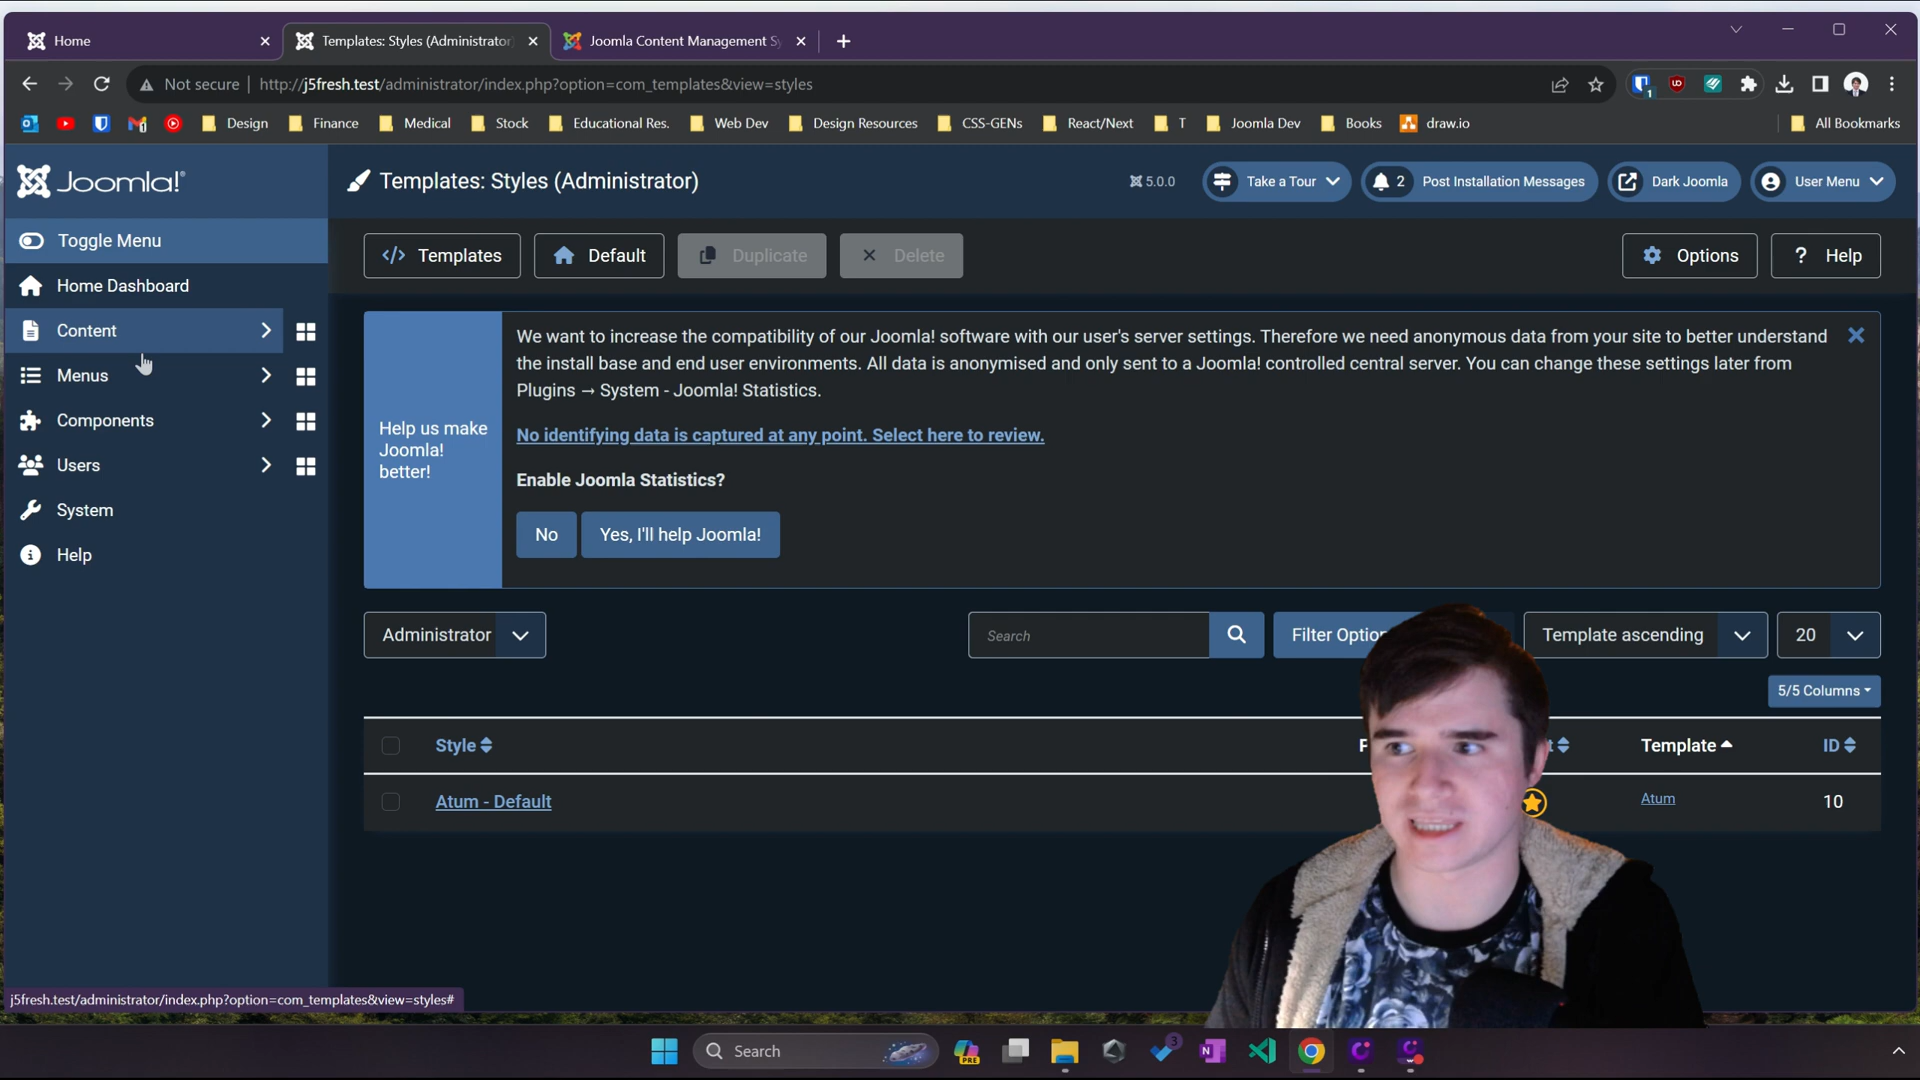 Home
Templates: Styles (Administrator)
Joomla Content Management S
Not secure
http://j5fresh.test/administrator/index.php?option=com_templates&view=styles
1
Design
Finance
Medical
Stock
Educational Res.
Web Dev
Design Resources
CSS-GENs
React/Next
T
Joomla Dev
Books
draw.io
All Bookmarks
Joomla!®
Templates: Styles (Administrator)
5.0.0
Take a Tour
2 Post Installation Messages
Dark Joomla
User Menu
Toggle Menu
Home Dashboard
Content
Menus
Components
Users
System
Help
</> Templates
Default
Duplicate
Delete
Options
? Help
Help us make
Joomla!
better!
We want to increase the compatibility of our Joomla! software with our user's server settings. Therefore we need anonymous data from your site to better understand
the install base and end user environments. All data is anonymised and only sent to a Joomla! controlled central server. You can change these settings later from
Plugins → System - Joomla! Statistics.
No identifying data is captured at any point. Select here to review.
Enable Joomla Statistics?
No
Yes, I'll help Joomla!
Administrator
Search
Filter Optio
Template ascending
20
5/5 Columns
Style
Template
ID
Atum - Default
Atum
10
j5fresh.test/administrator/index.php?option=com_templates&view=styles#
Search
PRE
3